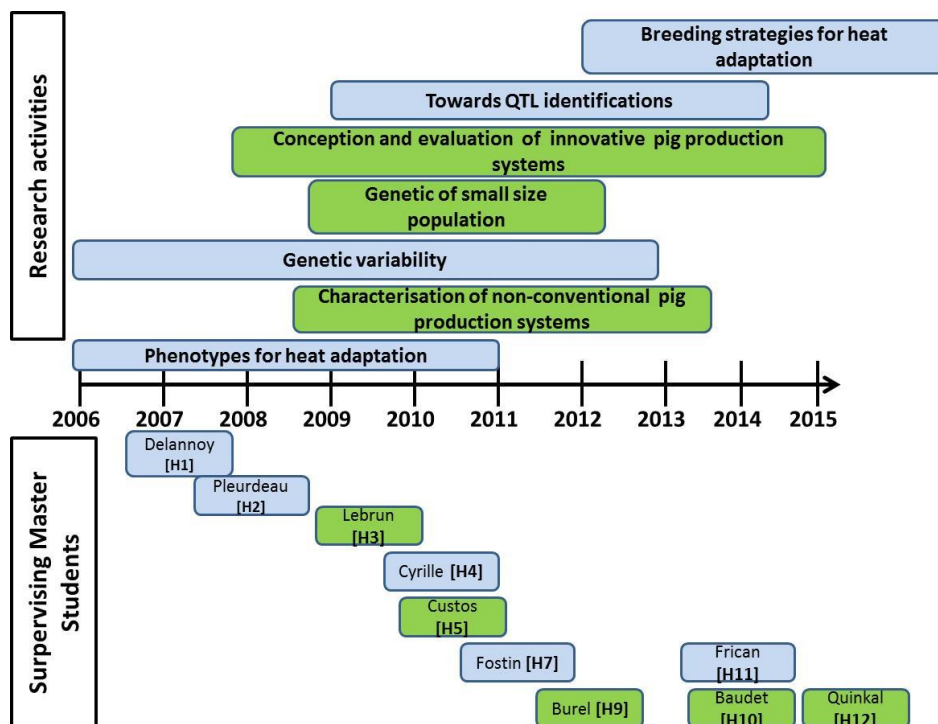 Research activities
Breeding strategies for heat
adaptation
Towards QTL identifications
Conception and evaluation of innovative pig production
systems
Genetic of small size
population
Genetic variability
Characterisation of non-conventional pig
production systems
Phenotypes for heat adaptation
2006 2007 2008 2009 2010 2011 2012 2013 2014 2015
Surpervising Master
Students
Delannoy
[H1]
Pleurdeau
[H2]
Lebrun
[H3]
Cyrille [H4]
Custos
[H5]
Fostin [H7]
Frican
[H11]
Burel [H9]
Baudet
[H10]
Quinkal
[H12]